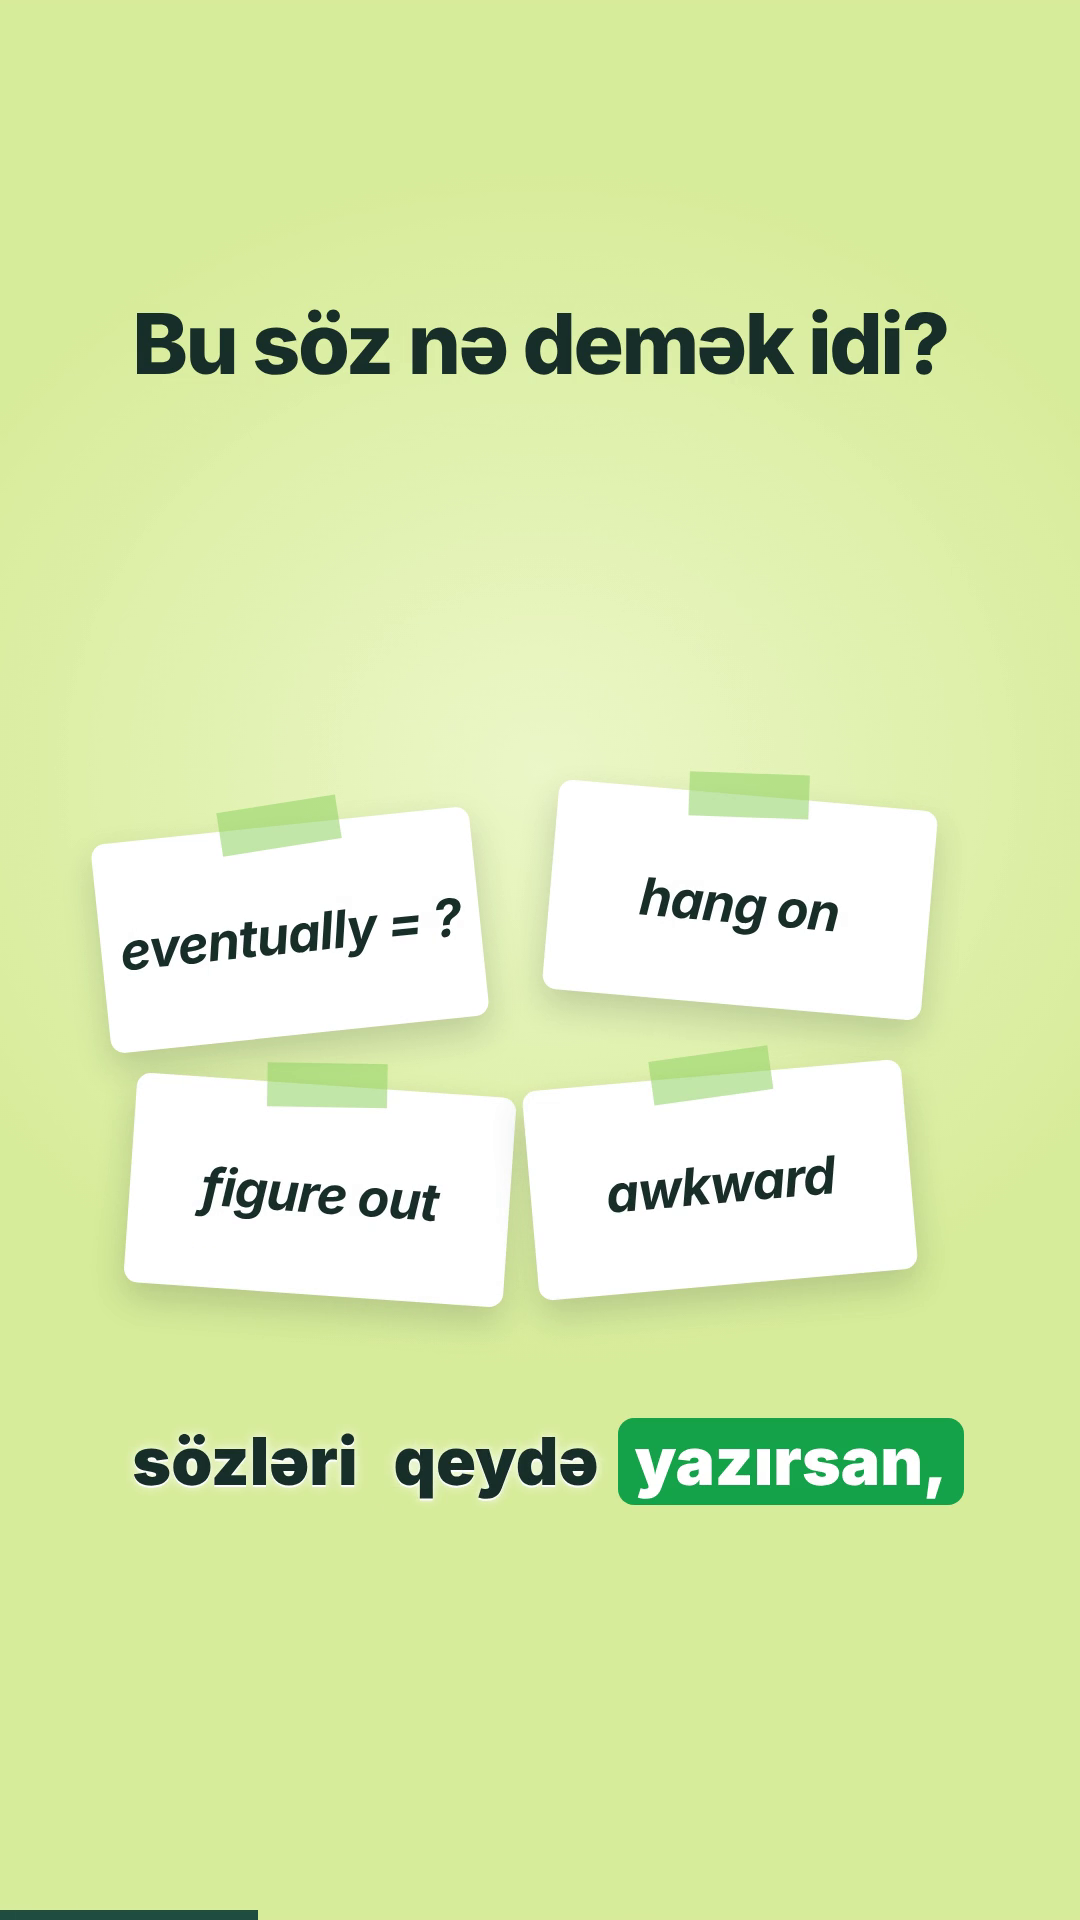 Bu söz nə demək idi?
eventually = ?
hang on
figure out
awkward
sözləri qeydə yazırsan,